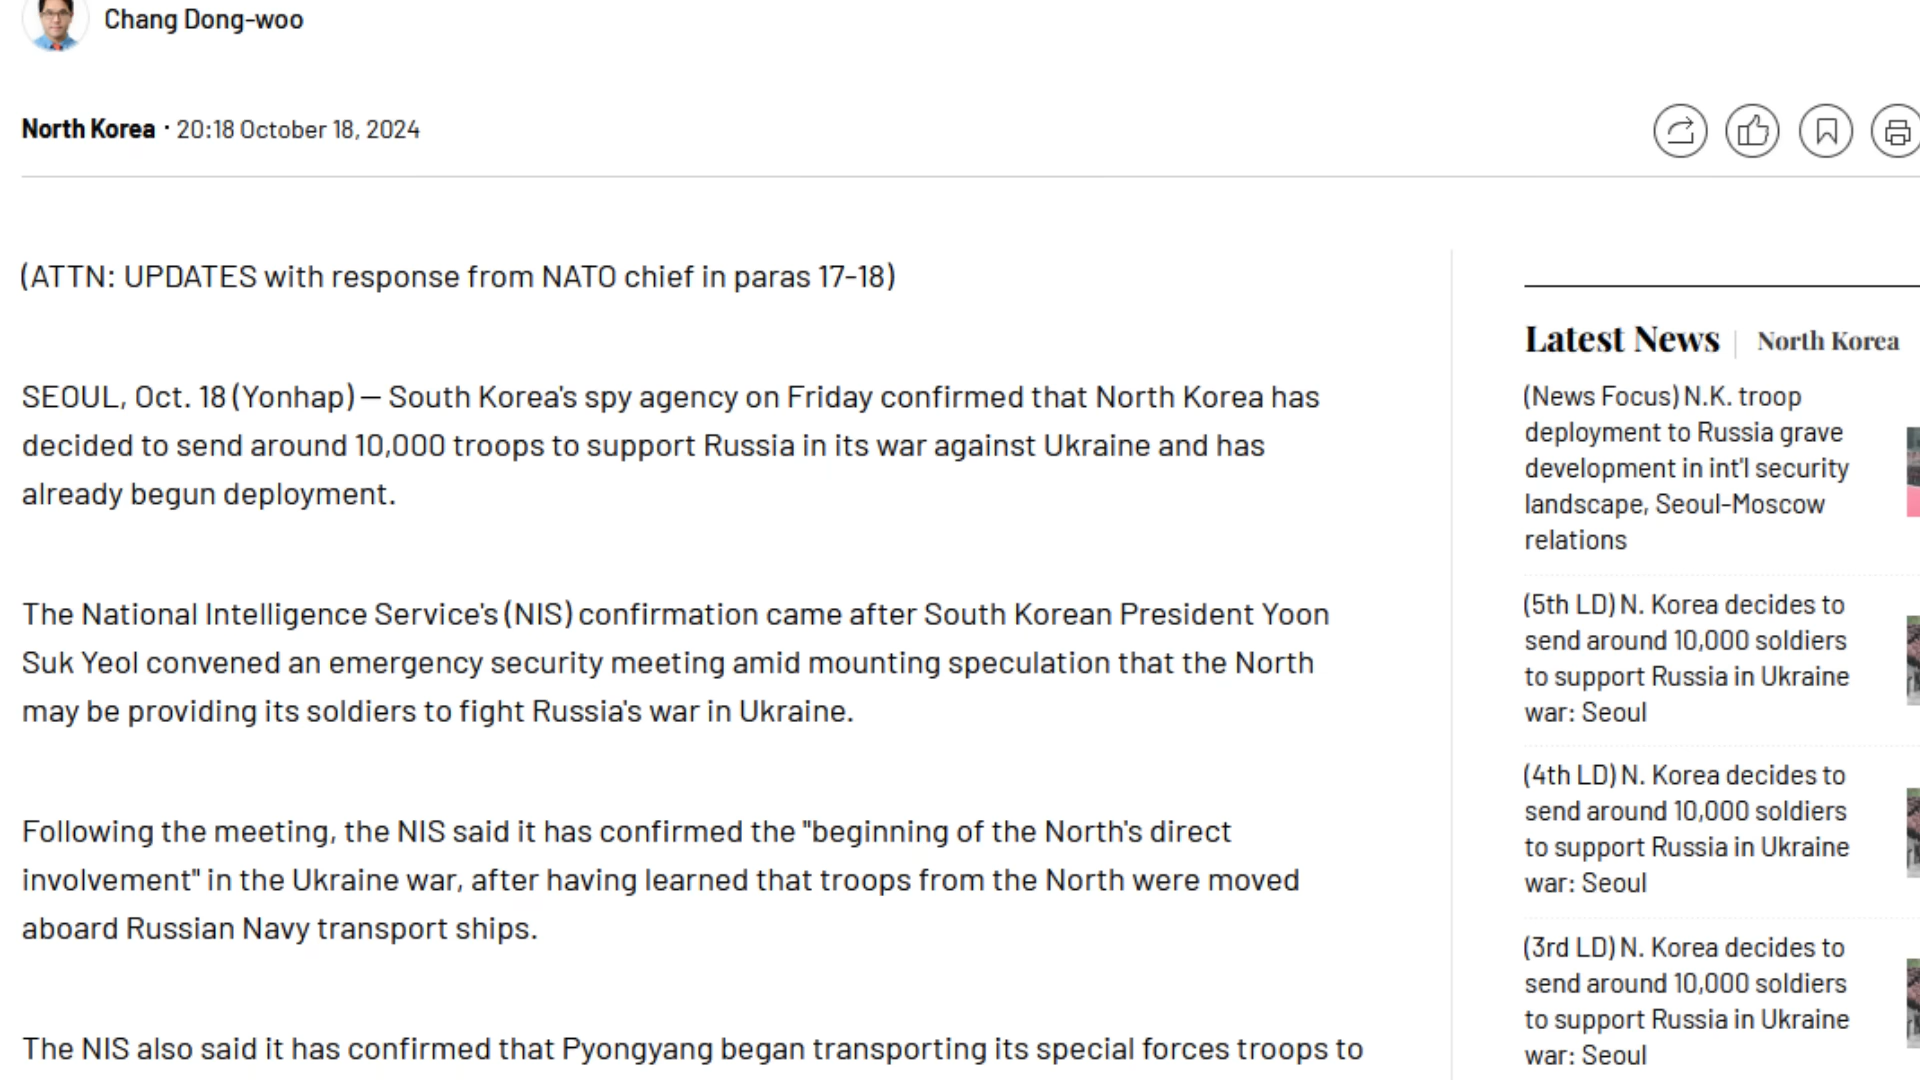 Chang Dong-woo
North Korea · 20:18 October 18, 2024
(ATTN: UPDATES with response from NATO chief in paras 17-18)
SEOUL, Oct. 18 (Yonhap) — South Korea's spy agency on Friday confirmed that North Korea has
decided to send around 10,000 troops to support Russia in its war against Ukraine and has
already begun deployment.
The National Intelligence Service's (NIS) confirmation came after South Korean President Yoon
Suk Yeol convened an emergency security meeting amid mounting speculation that the North
may be providing its soldiers to fight Russia's war in Ukraine.
Following the meeting, the NIS said it has confirmed the "beginning of the North's direct
involvement" in the Ukraine war, after having learned that troops from the North were moved
aboard Russian Navy transport ships.
The NIS also said it has confirmed that Pyongyang began transporting its special forces troops to
Latest News | North Korea
(News Focus) N.K. troop
deployment to Russia grave
development in int'l security
landscape, Seoul-Moscow
relations
(5th LD) N. Korea decides to
send around 10,000 soldiers
to support Russia in Ukraine
war: Seoul
(4th LD) N. Korea decides to
send around 10,000 soldiers
to support Russia in Ukraine
war: Seoul
(3rd LD) N. Korea decides to
send around 10,000 soldiers
to support Russia in Ukraine
war: Seoul